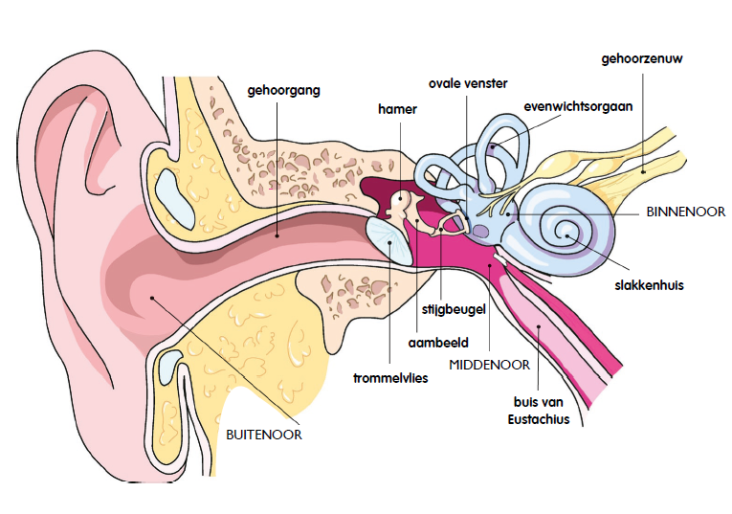 gehoorzenuw
ovale venster
gehoorgang
hamer
evenwichtsorgaan
BINNENOOR
slakkenhuis
stijgbeugel
aambeeld
MIDDENOOR
trommelvlies
buis van
Eustachius
BUITENOOR